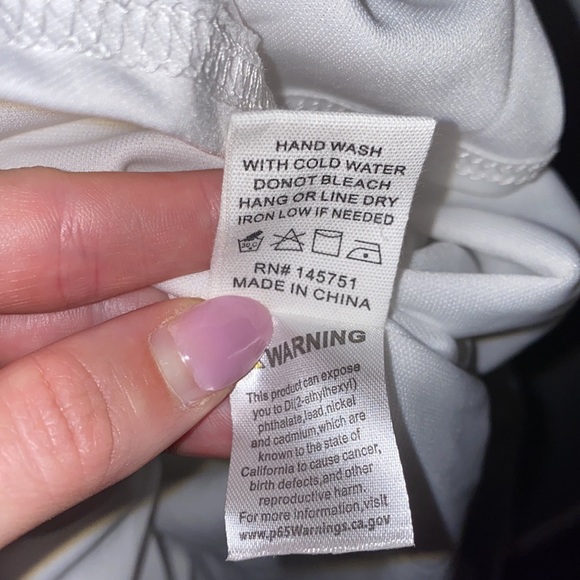 HAND WASH
WITH COLD WATER
DONOT BLEACH
HANG OR LINE DRY
IRON LOW IF NEEDED
30C
RN# 145751
MADE IN CHINA
WARNING
This product can expose
you to Di(2-ethylhexyl)
phthalate,lead,nickel
and cadmium,which are
known to the state of
California to cause cancer,
birth defects,and other
reproductive harm.
For more information,visit
www.p65Warnings.ca.gov